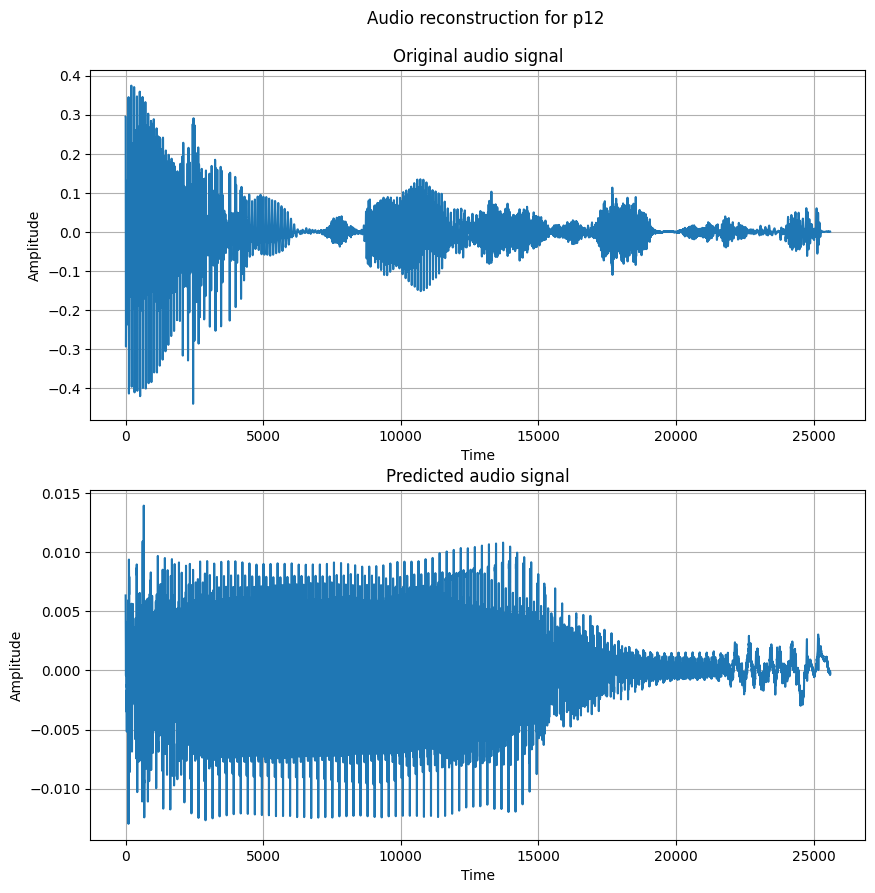 Audio reconstruction for p12
Original audio signal
0.4
0.3
0.2
0.1
0.0
−0.1
−0.2
−0.3
−0.4
Amplitude
0 5000 10000 15000 20000 25000
Time
Predicted audio signal
0.015
0.010
0.005
0.000
−0.005
−0.010
Amplitude
0 5000 10000 15000 20000 25000
Time